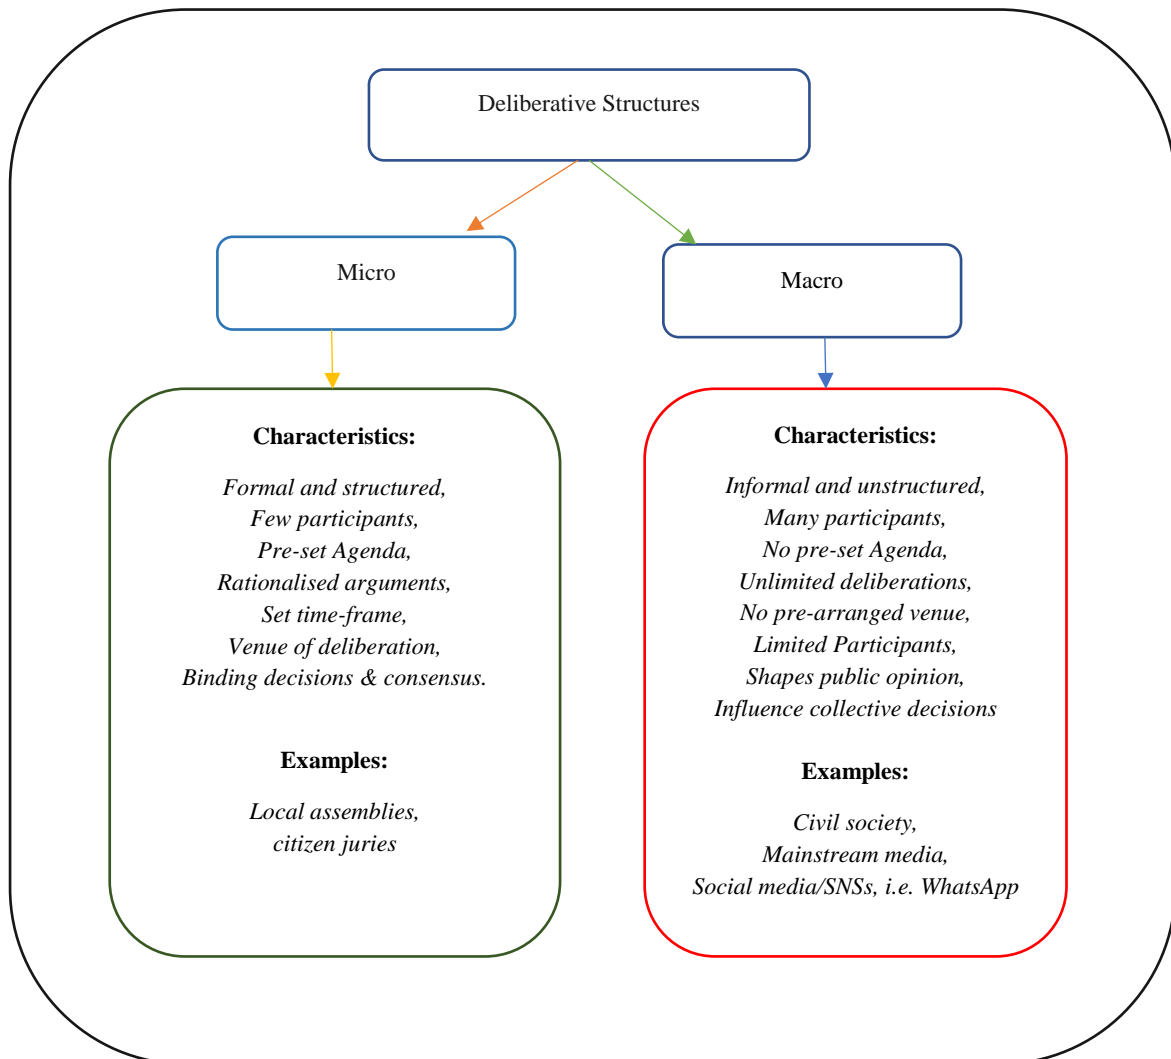 Deliberative Structures
Micro
Macro
Characteristics:
Formal and structured,
Few participants,
Pre-set Agenda,
Rationalised arguments,
Set time-frame,
Venue of deliberation,
Binding decisions & consensus.
Examples:
Local assemblies,
citizen juries
Characteristics:
Informal and unstructured,
Many participants,
No pre-set Agenda,
Unlimited deliberations,
No pre-arranged venue,
Limited Participants,
Shapes public opinion,
Influence collective decisions
Examples:
Civil society,
Mainstream media,
Social media/SNSs, i.e. WhatsApp